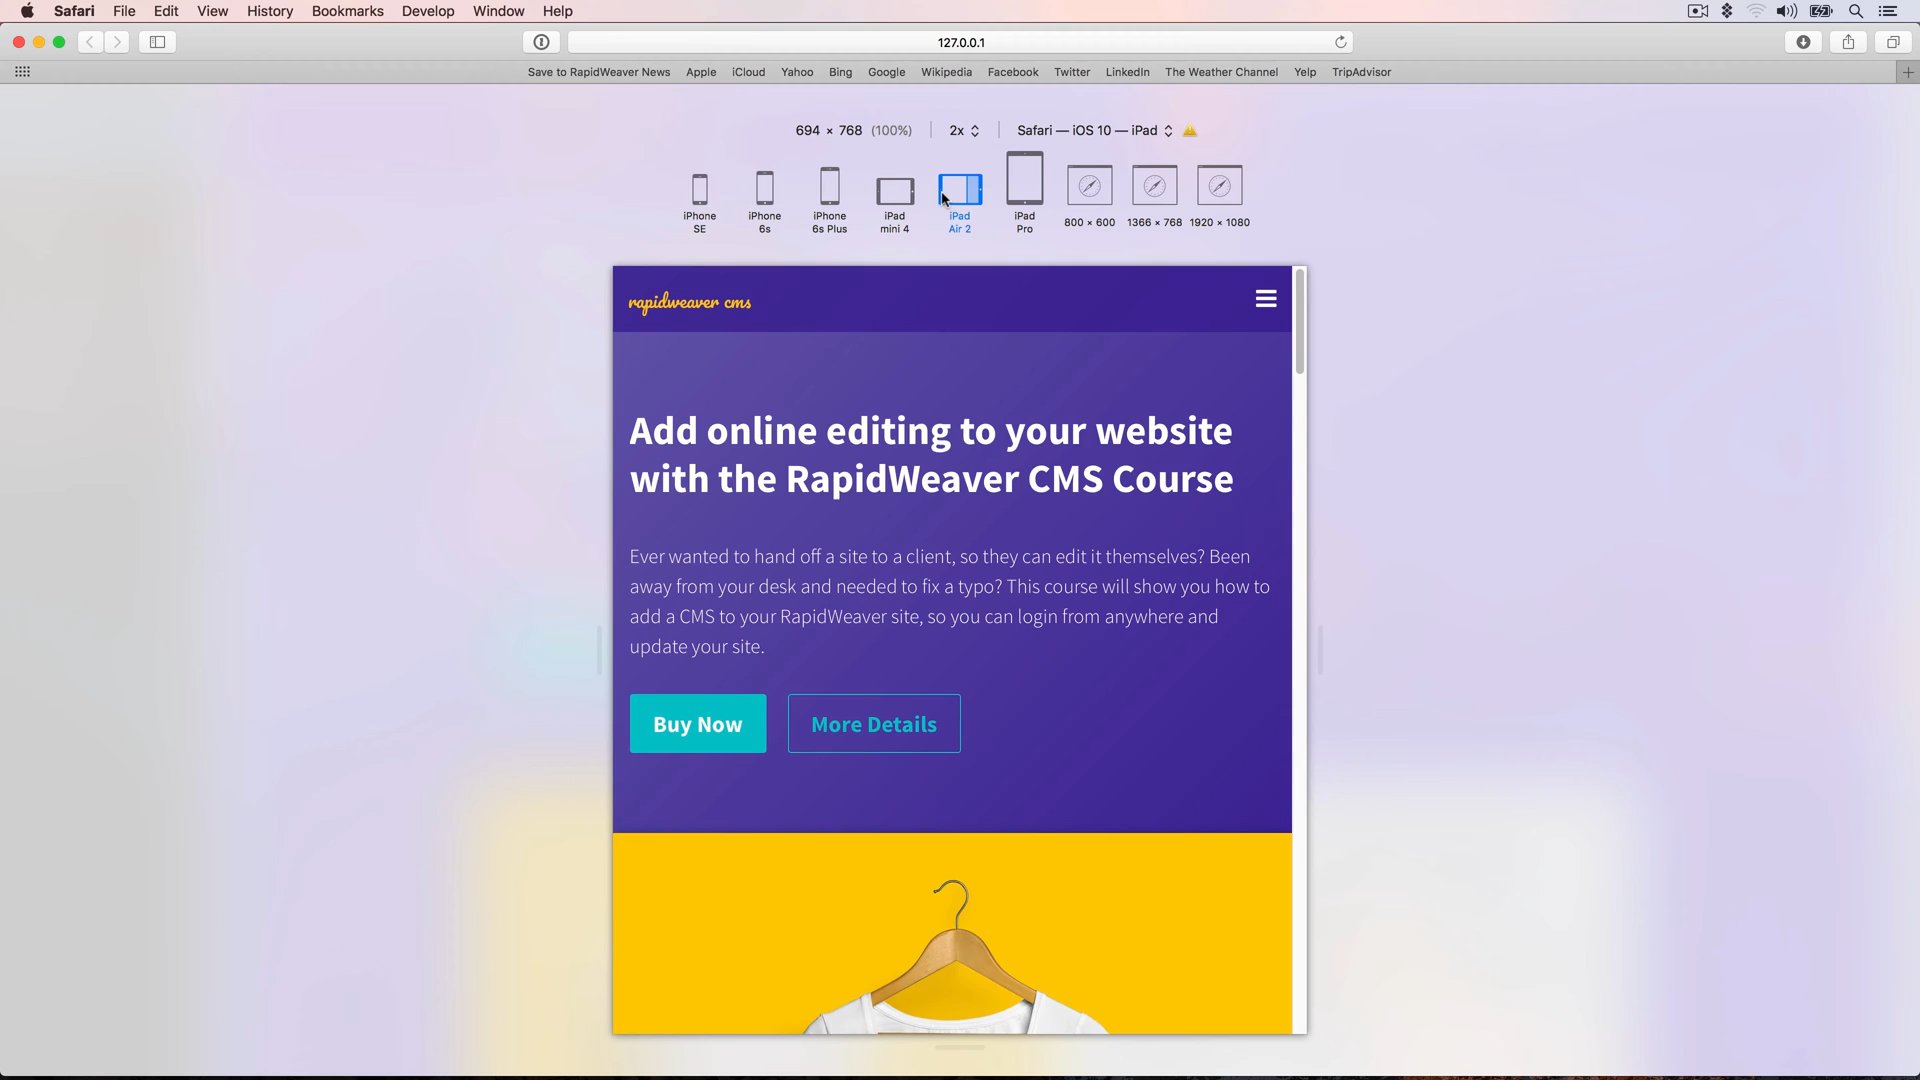 Safari File Edit View History Bookmarks Develop Window Help
127.0.0.1
Save to RapidWeaver News Apple iCloud Yahoo Bing Google Wikipedia Facebook Twitter LinkedIn The Weather Channel Yelp TripAdvisor
694 × 768 (100%) 2x Safari — iOS 10 — iPad
iPhone SE
iPhone 6s
iPhone 6s Plus
iPad mini 4
iPad Air 2
iPad Pro
800 × 600
1366 × 768
1920 × 1080
rapidweaver cms
Add online editing to your website
with the RapidWeaver CMS Course
Ever wanted to hand off a site to a client, so they can edit it themselves? Been
away from your desk and needed to fix a typo? This course will show you how to
add a CMS to your RapidWeaver site, so you can login from anywhere and
update your site.
Buy Now
More Details